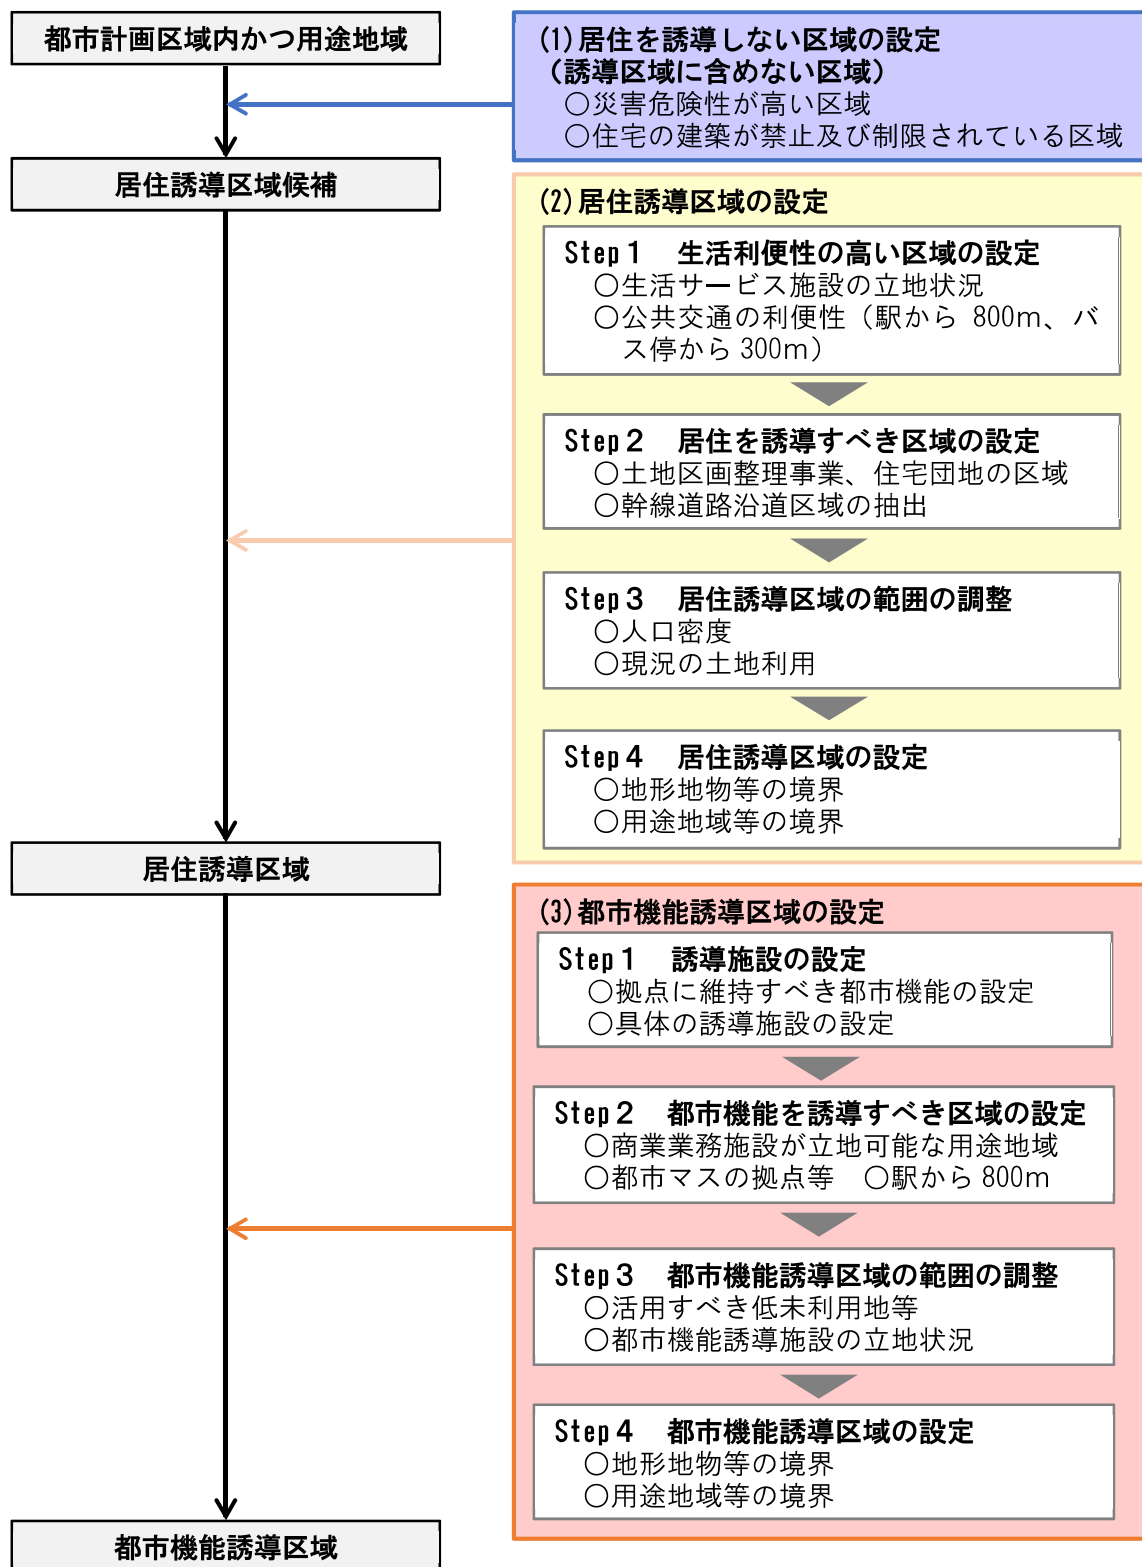 都市計画区域内かつ用途地域
(1)居住を誘導しない区域の設定
（誘導区域に含めない区域）
○災害危険性が高い区域
○住宅の建築が禁止及び制限されている区域
居住誘導区域候補
(2)居住誘導区域の設定
Step１　生活利便性の高い区域の設定
○生活サービス施設の立地状況
○公共交通の利便性（駅から 800m、バ
ス停から 300m）
Step２　居住を誘導すべき区域の設定
○土地区画整理事業、住宅団地の区域
○幹線道路沿道区域の抽出
Step３　居住誘導区域の範囲の調整
○人口密度
○現況の土地利用
Step４　居住誘導区域の設定
○地形地物等の境界
○用途地域等の境界
居住誘導区域
(3)都市機能誘導区域の設定
Step１　誘導施設の設定
○拠点に維持すべき都市機能の設定
○具体の誘導施設の設定
Step２　都市機能を誘導すべき区域の設定
○商業業務施設が立地可能な用途地域
○都市マスの拠点等　○駅から 800m
Step３　都市機能誘導区域の範囲の調整
○活用すべき低未利用地等
○都市機能誘導施設の立地状況
Step４　都市機能誘導区域の設定
○地形地物等の境界
○用途地域等の境界
都市機能誘導区域